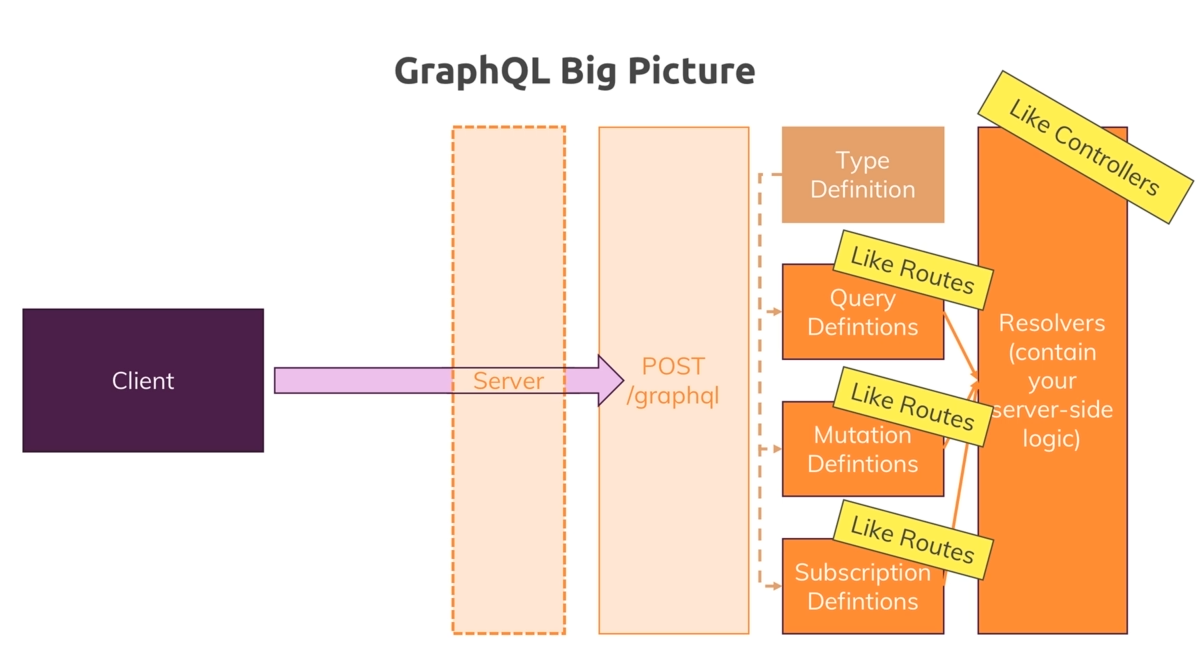 GraphQL Big Picture
Client
Server
POST
/graphql
Type
Definition
Like Routes
Query
Defintions
Like Routes
Mutation
Defintions
Like Routes
Subscription
Defintions
Like Controllers
Resolvers
(contain
your
server-side
logic)